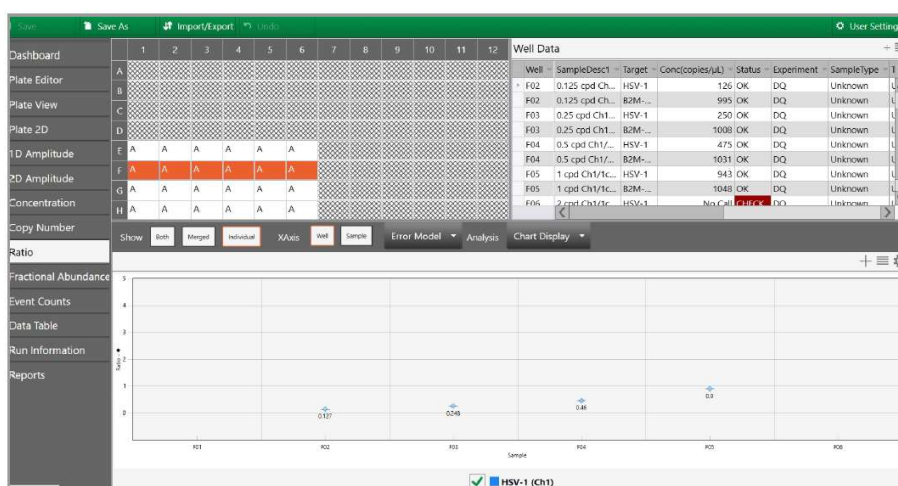 Save Save As Import/Export Undo User Setting
Dashboard
Plate Editor
Plate View
Plate 2D
1D Amplitude
2D Amplitude
Concentration
Copy Number
Ratio
Fractional Abundance
Event Counts
Data Table
Run Information
Reports
1 2 3 4 5 6 7 8 9 10 11 12
A
B
C
D
E A A A A A A
F A A A A A A
G A A A A A A
H A A A A A A
Well Data
Well SampleDesc1 Target Conc(copies/µL) Status Experiment SampleType T
F02 0.125 cpd Ch... HSV-1 126 OK DQ Unknown U
F02 0.125 cpd Ch... B2M-... 995 OK DQ Unknown U
F03 0.25 cpd Ch1... HSV-1 250 OK DQ Unknown U
F03 0.25 cpd Ch1... B2M-... 1008 OK DQ Unknown U
F04 0.5 cpd Ch1/... HSV-1 475 OK DQ Unknown U
F04 0.5 cpd Ch1/... B2M-... 1031 OK DQ Unknown U
F05 1 cpd Ch1/1c... HSV-1 943 OK DQ Unknown U
F05 1 cpd Ch1/1c... B2M-... 1048 OK DQ Unknown U
F06 2 cpd Ch1/1c... HSV-1 No Call CHECK DQ Unknown U
Show Both Merged Individual XAxis Well Sample Error Model Analysis Chart Display
Ratio
5
4
3
2
1
0
0.127 0.248 0.46 0.9
F01 F02 F03 F04 F05 F06
Sample
HSV-1 (Ch1)